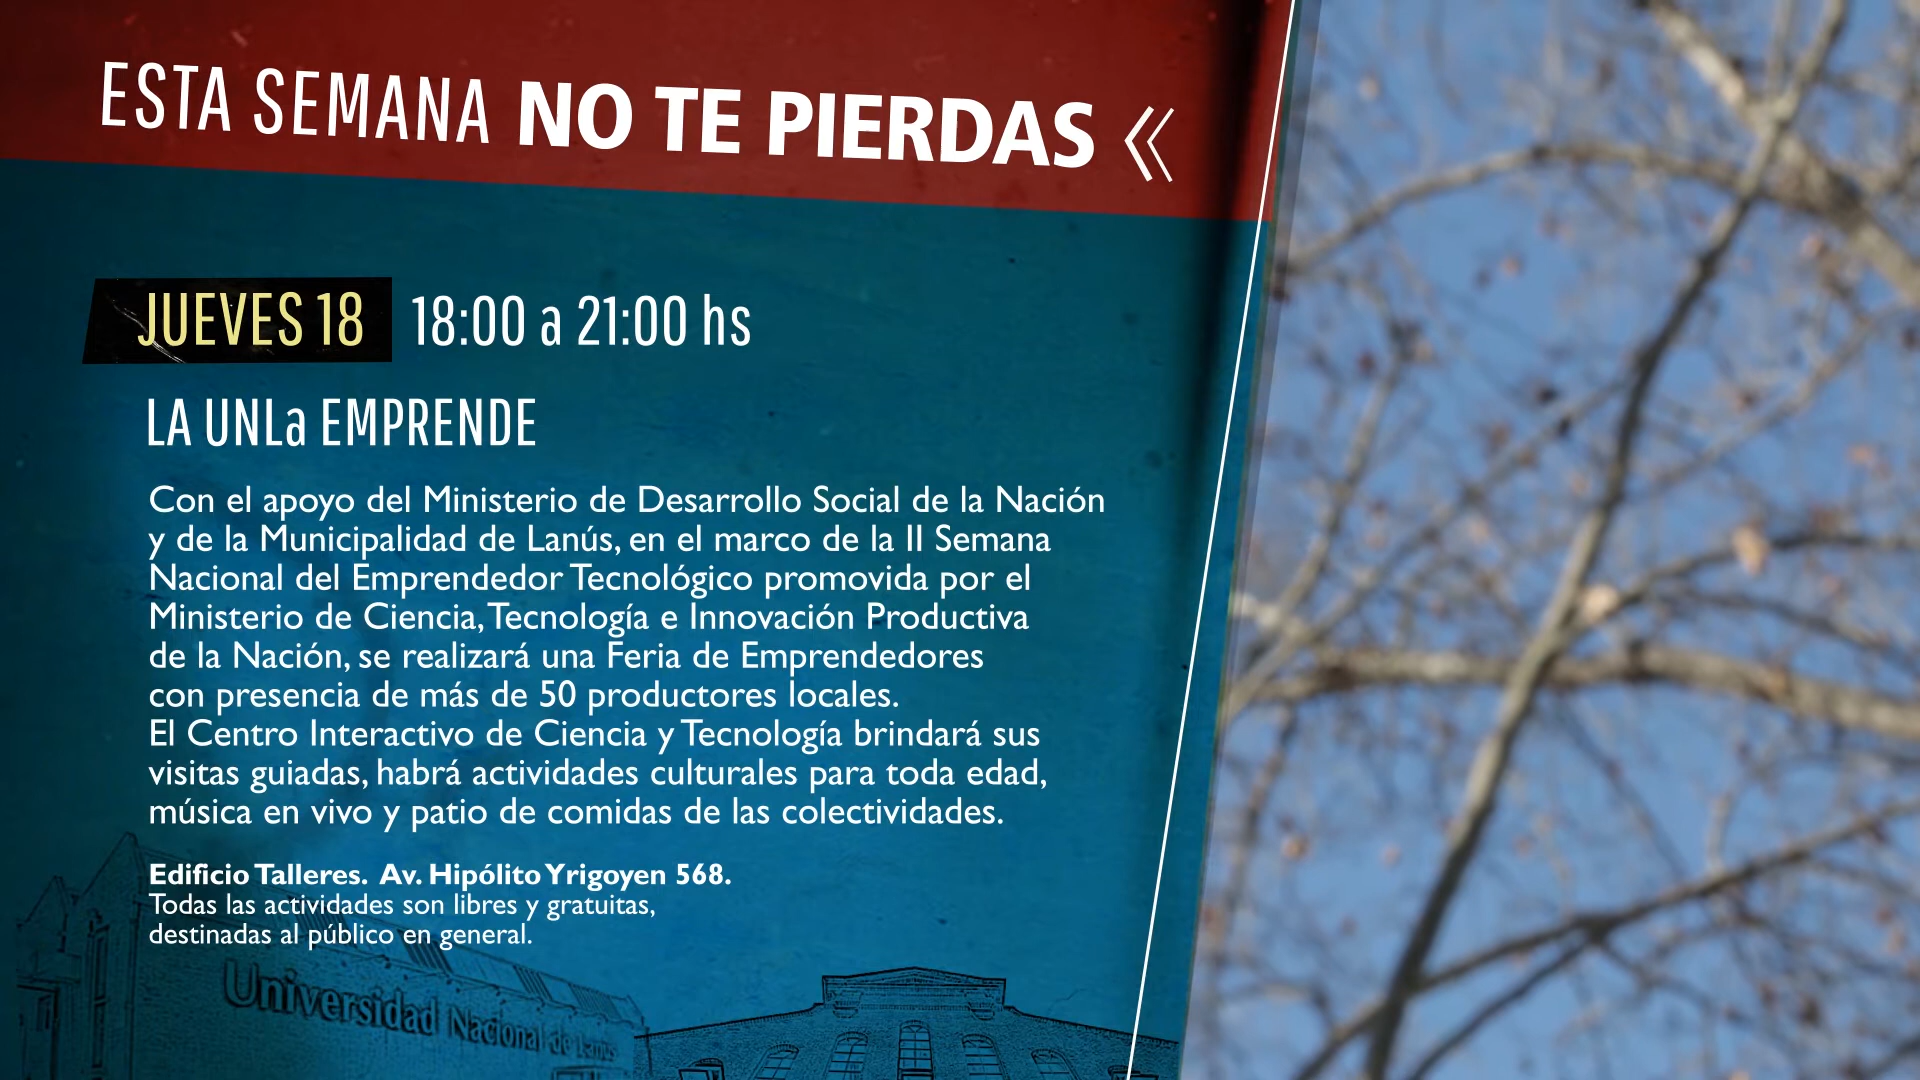 ESTA SEMANA NO TE PIERDAS «
JUEVES 18 18:00 a 21:00 hs
LA UNLa EMPRENDE
Con el apoyo del Ministerio de Desarrollo Social de la Nación
y de la Municipalidad de Lanús, en el marco de la II Semana
Nacional del Emprendedor Tecnológico promovida por el
Ministerio de Ciencia, Tecnología e Innovación Productiva
de la Nación, se realizará una Feria de Emprendedores
con presencia de más de 50 productores locales.
El Centro Interactivo de Ciencia y Tecnología brindará sus
visitas guiadas, habrá actividades culturales para toda edad,
música en vivo y patio de comidas de las colectividades.
Edificio Talleres. Av. Hipólito Yrigoyen 568.
Todas las actividades son libres y gratuitas,
destinadas al público en general.
Universidad Nacional de Lanús